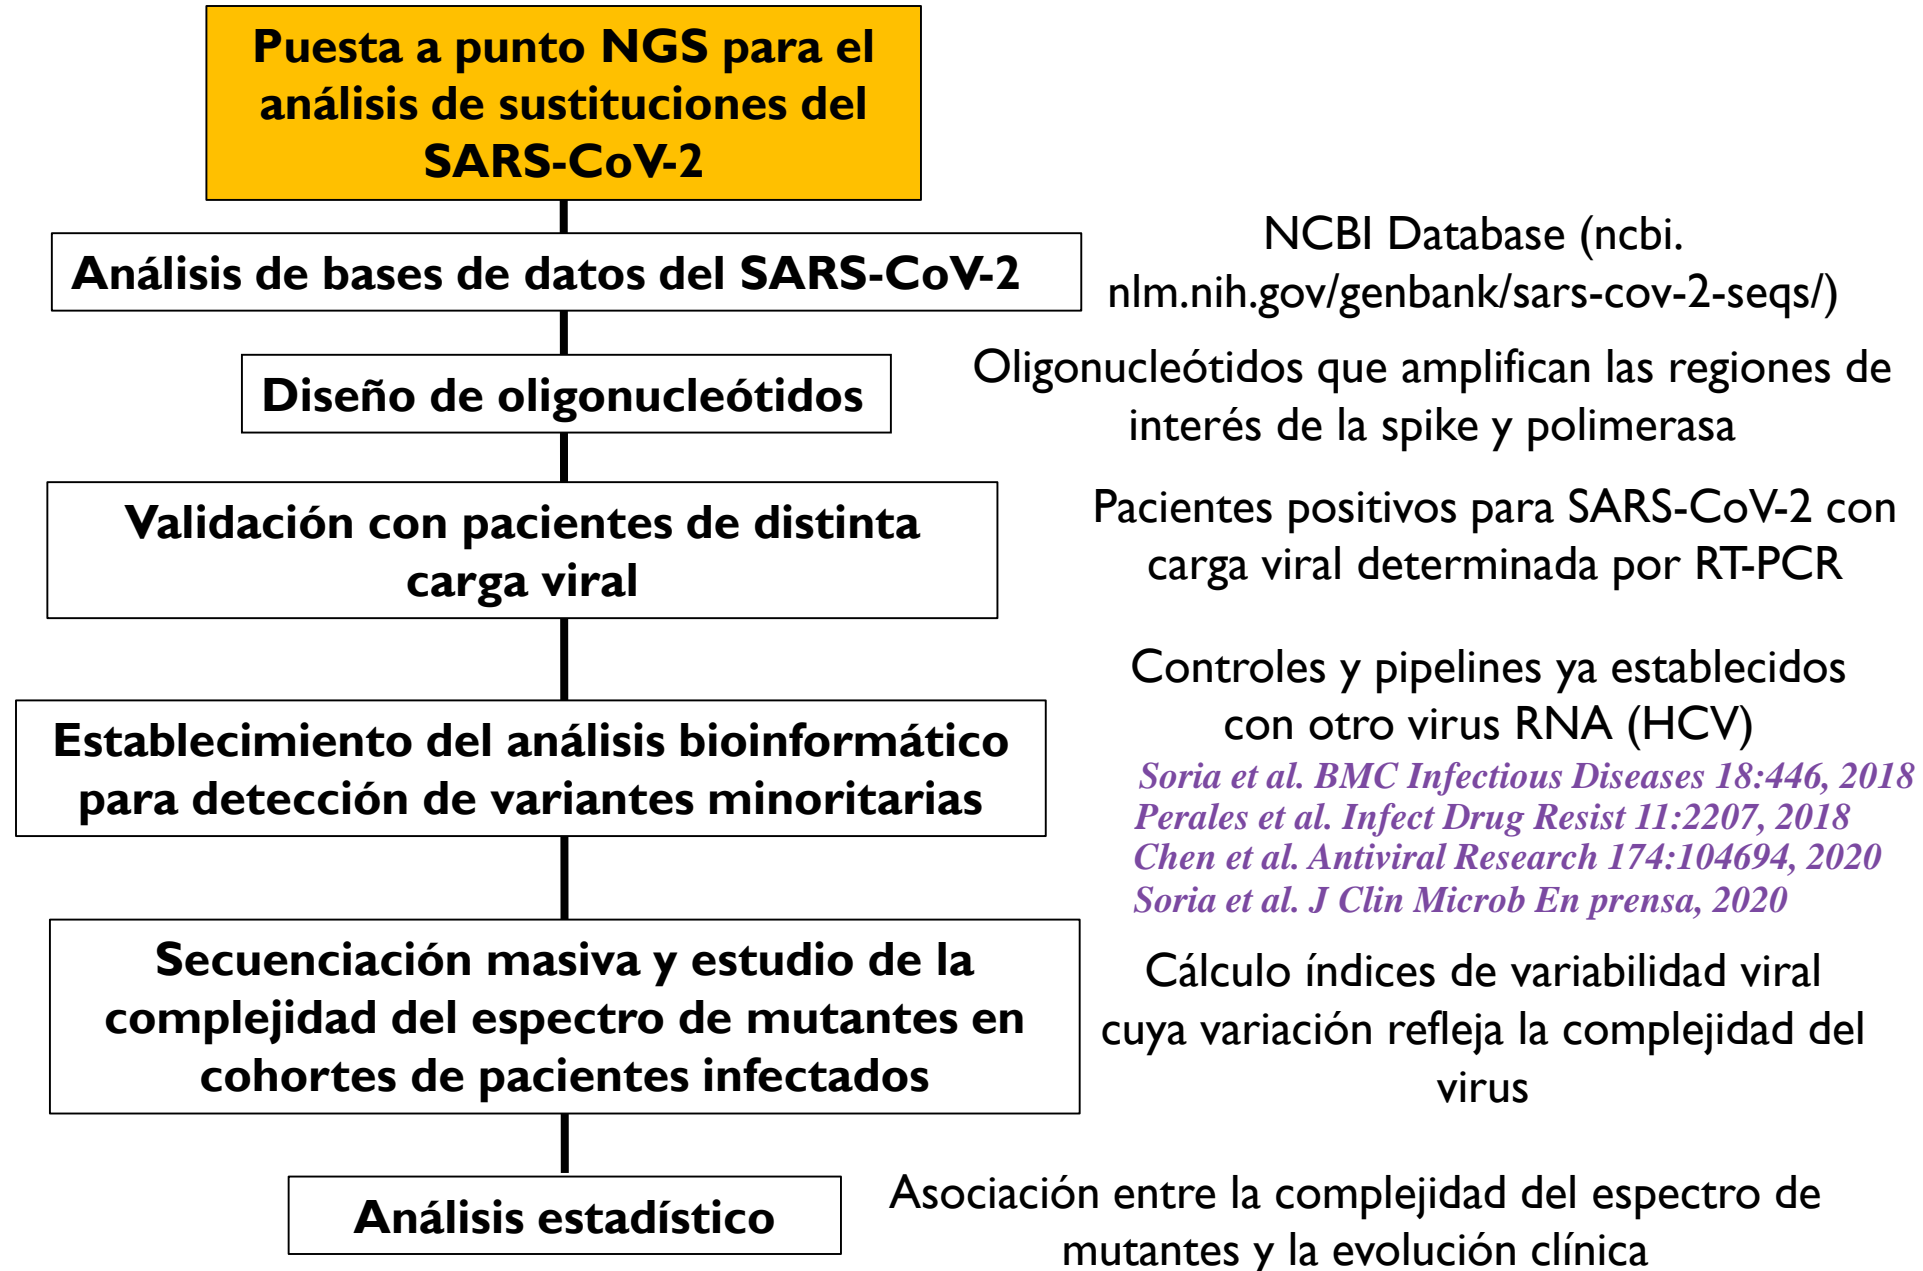 Puesta a punto NGS para el
análisis de sustituciones del
SARS-CoV-2
Análisis de bases de datos del SARS-CoV-2
NCBI Database (ncbi.
nlm.nih.gov/genbank/sars-cov-2-seqs/)
Diseño de oligonucleótidos
Oligonucleótidos que amplifican las regiones de
interés de la spike y polimerasa
Validación con pacientes de distinta
carga viral
Pacientes positivos para SARS-CoV-2 con
carga viral determinada por RT-PCR
Establecimiento del análisis bioinformático
para detección de variantes minoritarias
Controles y pipelines ya establecidos
con otro virus RNA (HCV)
Soria et al. BMC Infectious Diseases 18:446, 2018
Perales et al. Infect Drug Resist 11:2207, 2018
Chen et al. Antiviral Research 174:104694, 2020
Soria et al. J Clin Microb En prensa, 2020
Secuenciación masiva y estudio de la
complejidad del espectro de mutantes en
cohortes de pacientes infectados
Cálculo índices de variabilidad viral
cuya variación refleja la complejidad del
virus
Análisis estadístico
Asociación entre la complejidad del espectro de
mutantes y la evolución clínica